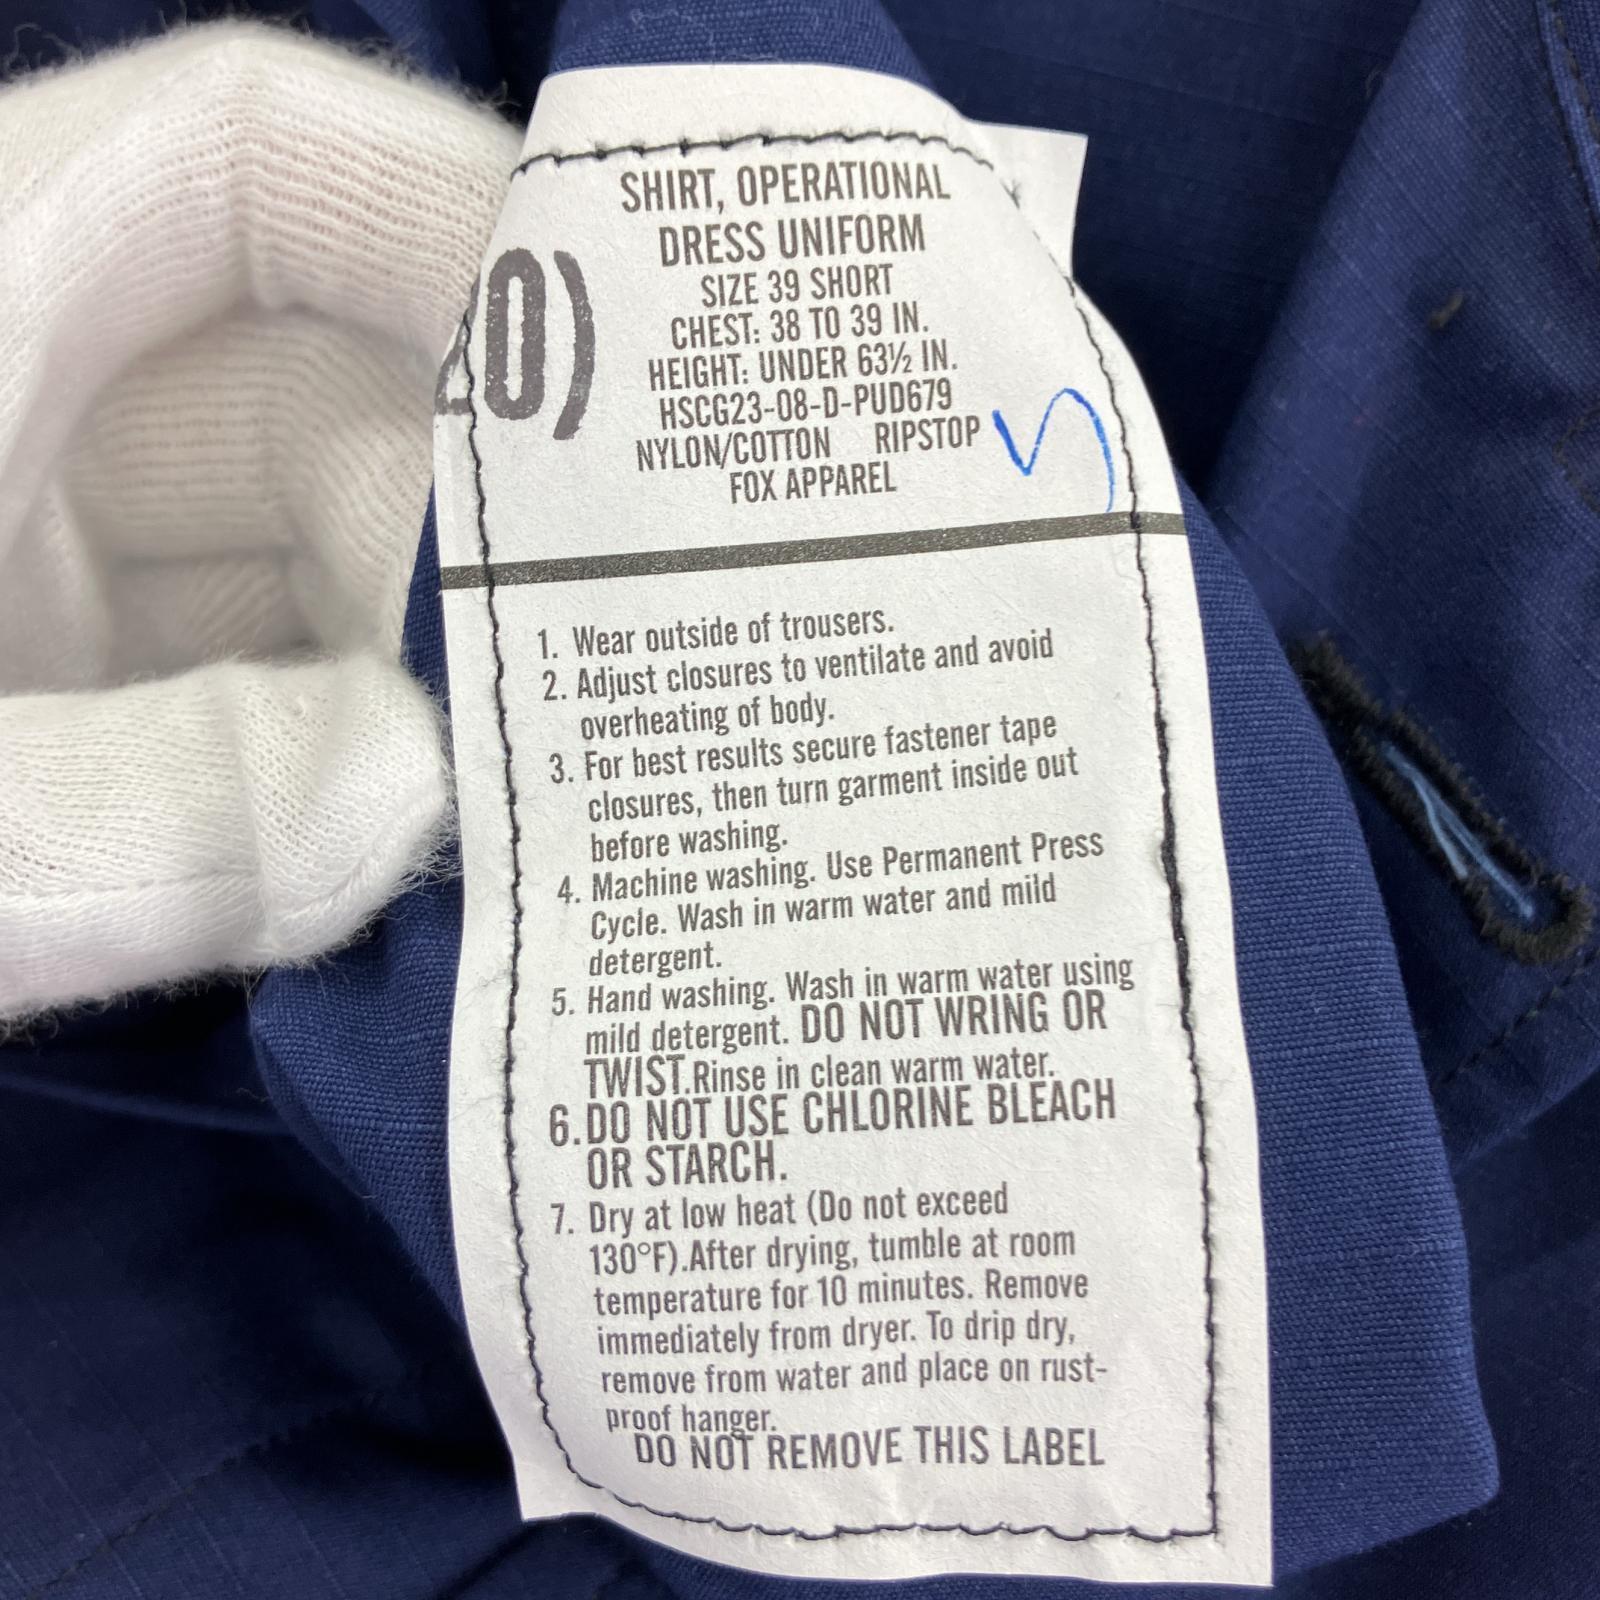 SHIRT, OPERATIONAL
DRESS UNIFORM
SIZE 39 SHORT
CHEST: 38 TO 39 IN.
HEIGHT: UNDER 63½ IN.
HSCG23-08-D-PUD679
NYLON/COTTON RIPSTOP
FOX APPAREL
0)
1. Wear outside of trousers.
2. Adjust closures to ventilate and avoid
overheating of body.
3. For best results secure fastener tape
closures, then turn garment inside out
before washing.
4. Machine washing. Use Permanent Press
Cycle. Wash in warm water and mild
detergent.
5. Hand washing. Wash in warm water using
mild detergent. DO NOT WRING OR
TWIST.Rinse in clean warm water.
6.DO NOT USE CHLORINE BLEACH
OR STARCH.
7. Dry at low heat (Do not exceed
130°F).After drying, tumble at room
temperature for 10 minutes. Remove
immediately from dryer. To drip dry,
remove from water and place on rust-
proof hanger.
DO NOT REMOVE THIS LABEL